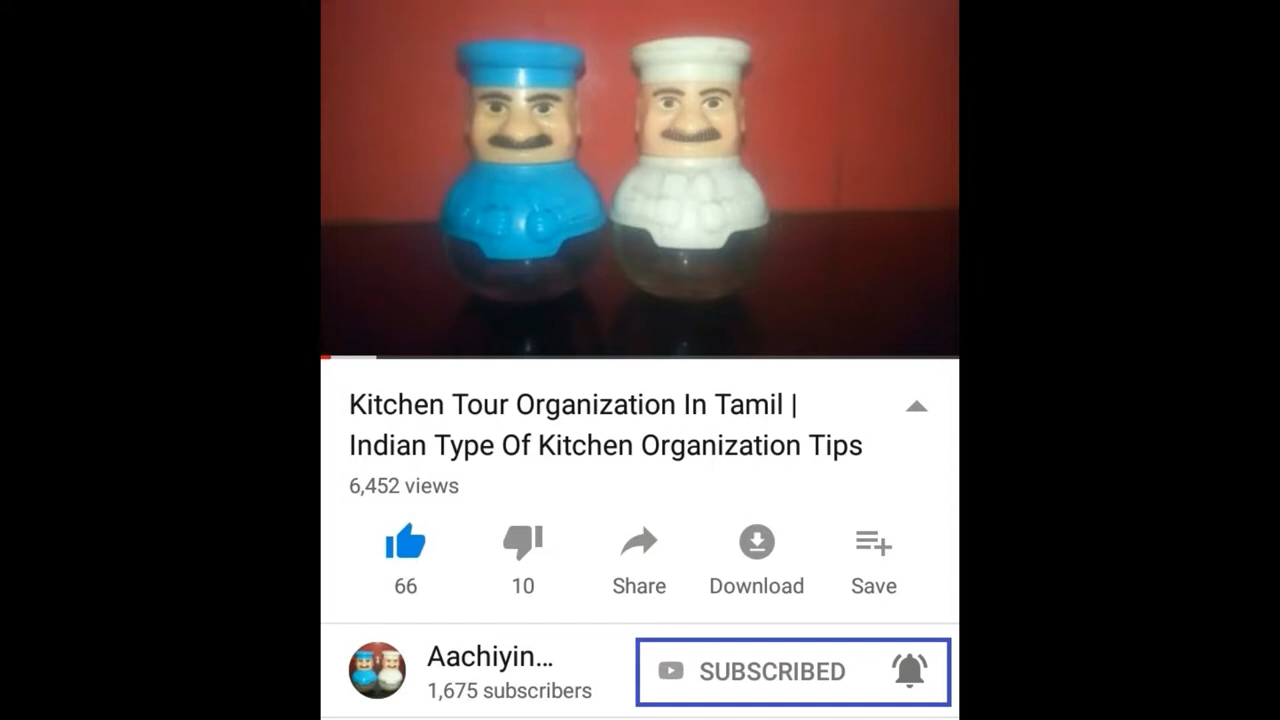 Kitchen Tour Organization In Tamil |
Indian Type Of Kitchen Organization Tips
6,452 views
66
10
Share
Download
Save
Aachiyin...
SUBSCRIBED
1,675 subscribers